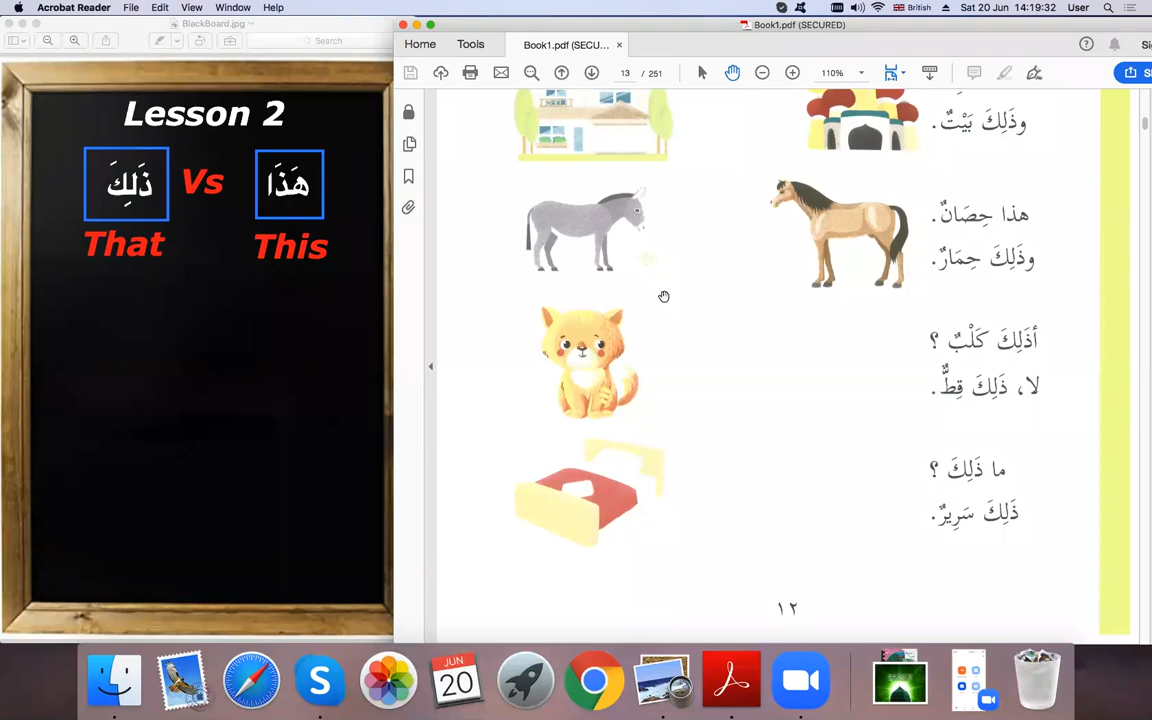 Acrobat Reader File Edit View Window Help
British Sat 20 Jun 14:19:32 User
BlackBoard.jpg
Search
Book1.pdf (SECURED)
Home Tools Book1.pdf (SECU... ×
13 / 251
110%
Lesson 2
ذَلِكَ Vs هَذَا
That This
وذَلِكَ بَيْتٌ.
هذا حِصَانٌ.
وذَلِكَ حِمَارٌ.
أذَلِكَ كَلْبٌ ؟
لا، ذَلِكَ قِطٌّ.
ما ذَلِكَ ؟
ذَلِكَ سَرِيرٌ.
١٢
JUN
20